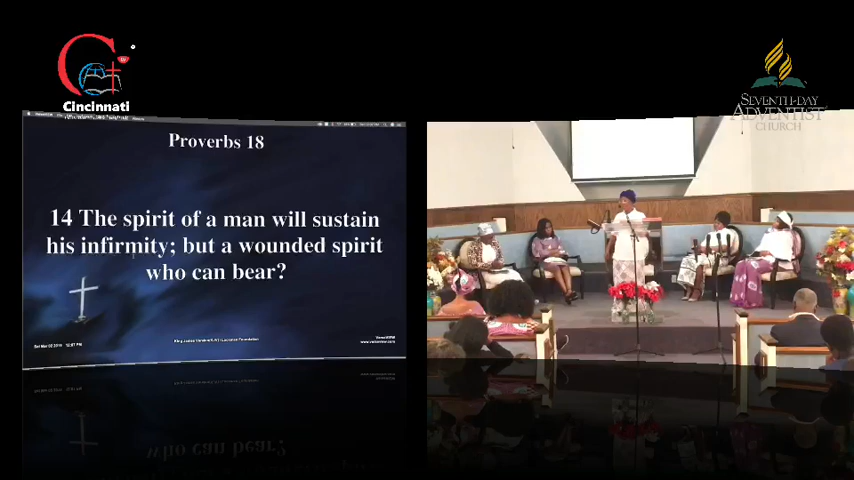 Cincinnati
SEVENTH-DAY
ADVENTIST
CHURCH
Proverbs 18
14 The spirit of a man will sustain
his infirmity; but a wounded spirit
who can bear?